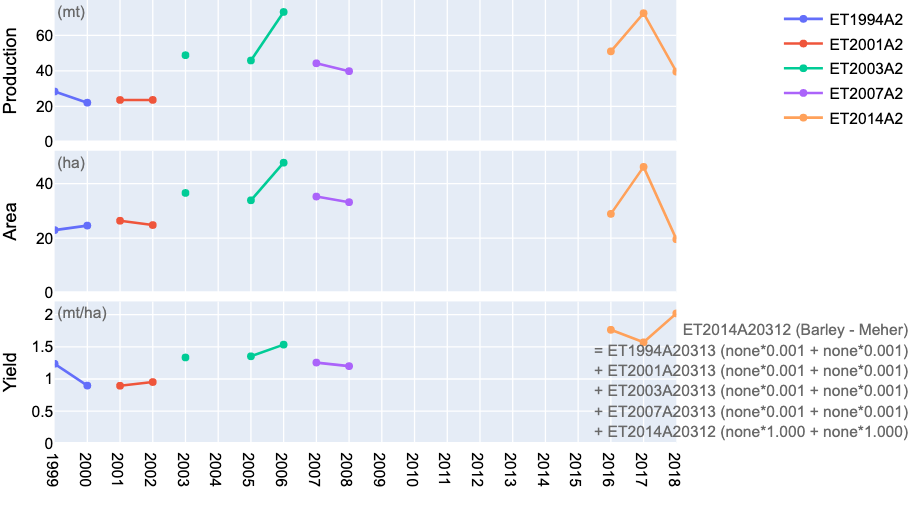 (mt)
Production
60
40
20
0
ET1994A2
ET2001A2
ET2003A2
ET2007A2
ET2014A2
(ha)
Area
40
20
0
(mt/ha)
Yield
2
1.5
1
0.5
0
ET2014A20312 (Barley - Meher)
= ET1994A20313 (none*0.001 + none*0.001)
+ ET2001A20313 (none*0.001 + none*0.001)
+ ET2003A20313 (none*0.001 + none*0.001)
+ ET2007A20313 (none*0.001 + none*0.001)
+ ET2014A20312 (none*1.000 + none*1.000)
1999
2000
2001
2002
2003
2004
2005
2006
2007
2008
2009
2010
2011
2012
2013
2014
2015
2016
2017
2018